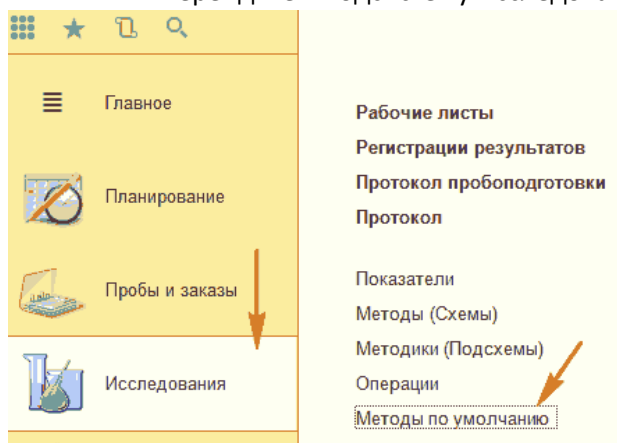 Главное
Планирование
Пробы и заказы
Исследования
Рабочие листы
Регистрации результатов
Протокол пробоподготовки
Протокол
Показатели
Методы (Схемы)
Методики (Подсхемы)
Операции
Методы по умолчанию